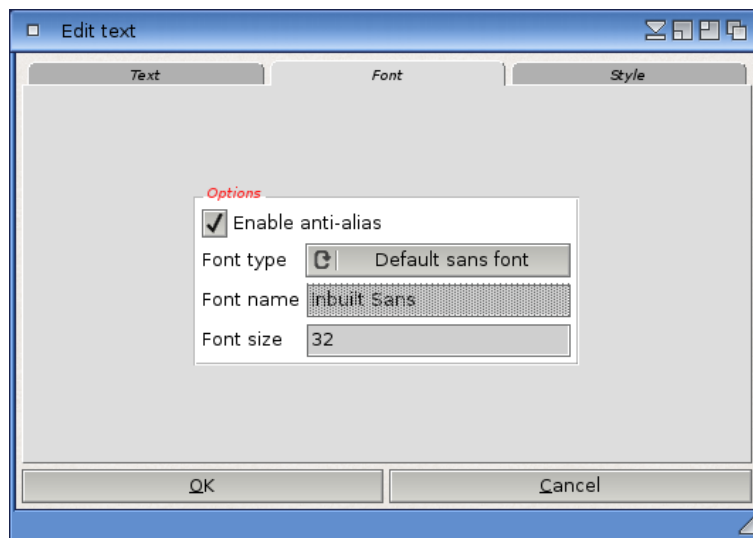 Edit text
Text Font Style
Options
Enable anti-alias
Font type Default sans font
Font name Inbuilt Sans
Font size 32
OK Cancel